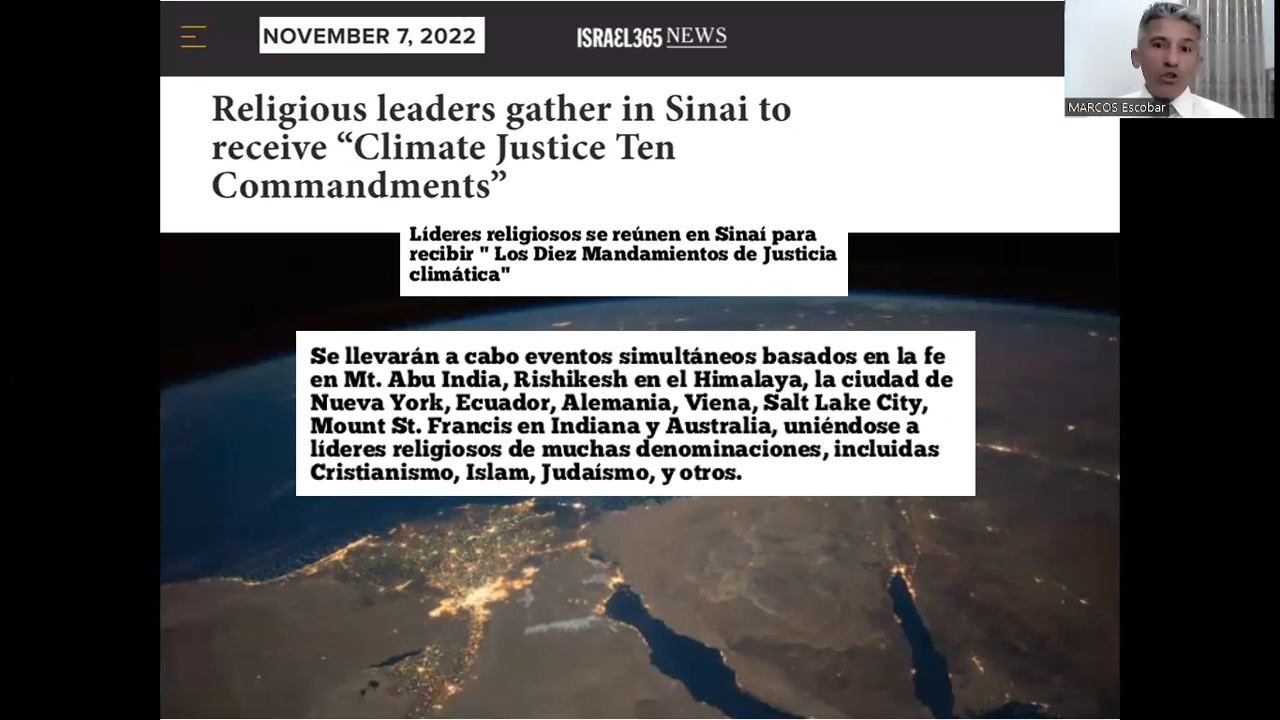 NOVEMBER 7, 2022
ISRAEL365 NEWS
MARCOS Escobar
Religious leaders gather in Sinai to
receive “Climate Justice Ten
Commandments”
Líderes religiosos se reúnen en Sinaí para
recibir " Los Diez Mandamientos de Justicia
climática"
Se llevarán a cabo eventos simultáneos basados en la fe
en Mt. Abu India, Rishikesh en el Himalaya, la ciudad de
Nueva York, Ecuador, Alemania, Viena, Salt Lake City,
Mount St. Francis en Indiana y Australia, uniéndose a
líderes religiosos de muchas denominaciones, incluidas
Cristianismo, Islam, Judaísmo, y otros.